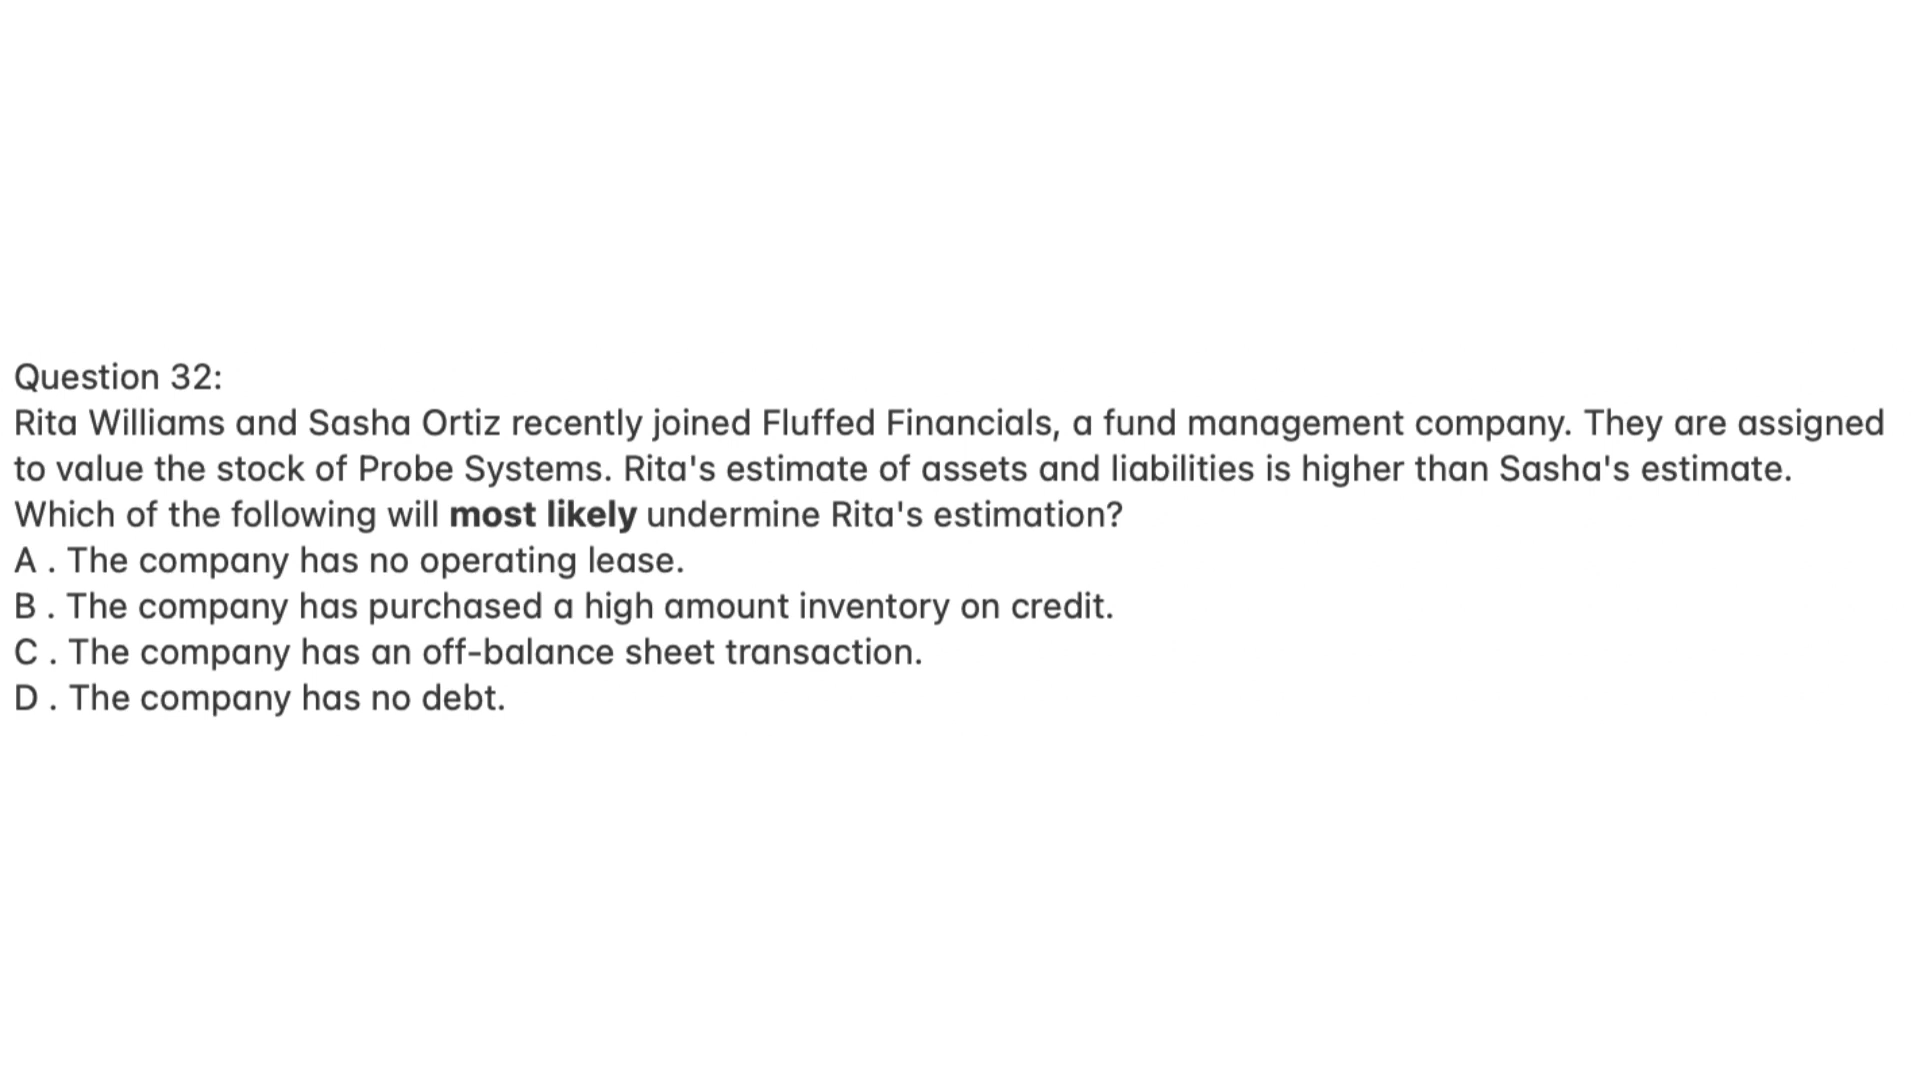 Question 32:
Rita Williams and Sasha Ortiz recently joined Fluffed Financials, a fund management company. They are assigned
to value the stock of Probe Systems. Rita's estimate of assets and liabilities is higher than Sasha's estimate.
Which of the following will most likely undermine Rita's estimation?
A . The company has no operating lease.
B . The company has purchased a high amount inventory on credit.
C . The company has an off-balance sheet transaction.
D . The company has no debt.